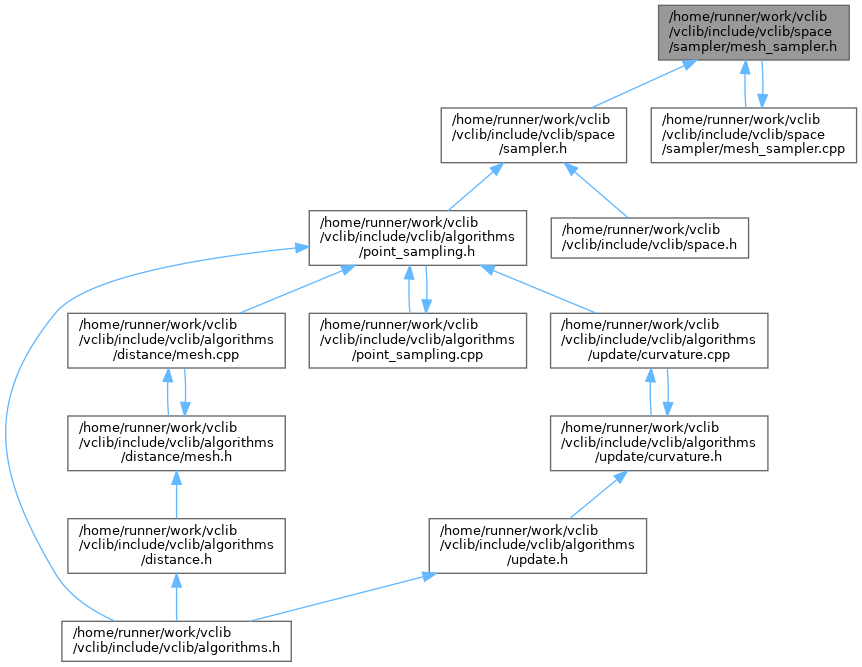 /home/runner/work/vclib
/vclib/include/vclib/space
/sampler/mesh_sampler.h
/home/runner/work/vclib
/vclib/include/vclib/space
/sampler.h
/home/runner/work/vclib
/vclib/include/vclib/space
/sampler/mesh_sampler.cpp
/home/runner/work/vclib
/vclib/include/vclib/algorithms
/point_sampling.h
/home/runner/work/vclib
/vclib/include/vclib/space.h
/home/runner/work/vclib
/vclib/include/vclib/algorithms
/distance/mesh.cpp
/home/runner/work/vclib
/vclib/include/vclib/algorithms
/point_sampling.cpp
/home/runner/work/vclib
/vclib/include/vclib/algorithms
/update/curvature.cpp
/home/runner/work/vclib
/vclib/include/vclib/algorithms
/distance/mesh.h
/home/runner/work/vclib
/vclib/include/vclib/algorithms
/update/curvature.h
/home/runner/work/vclib
/vclib/include/vclib/algorithms
/distance.h
/home/runner/work/vclib
/vclib/include/vclib/algorithms
/update.h
/home/runner/work/vclib
/vclib/include/vclib/algorithms.h